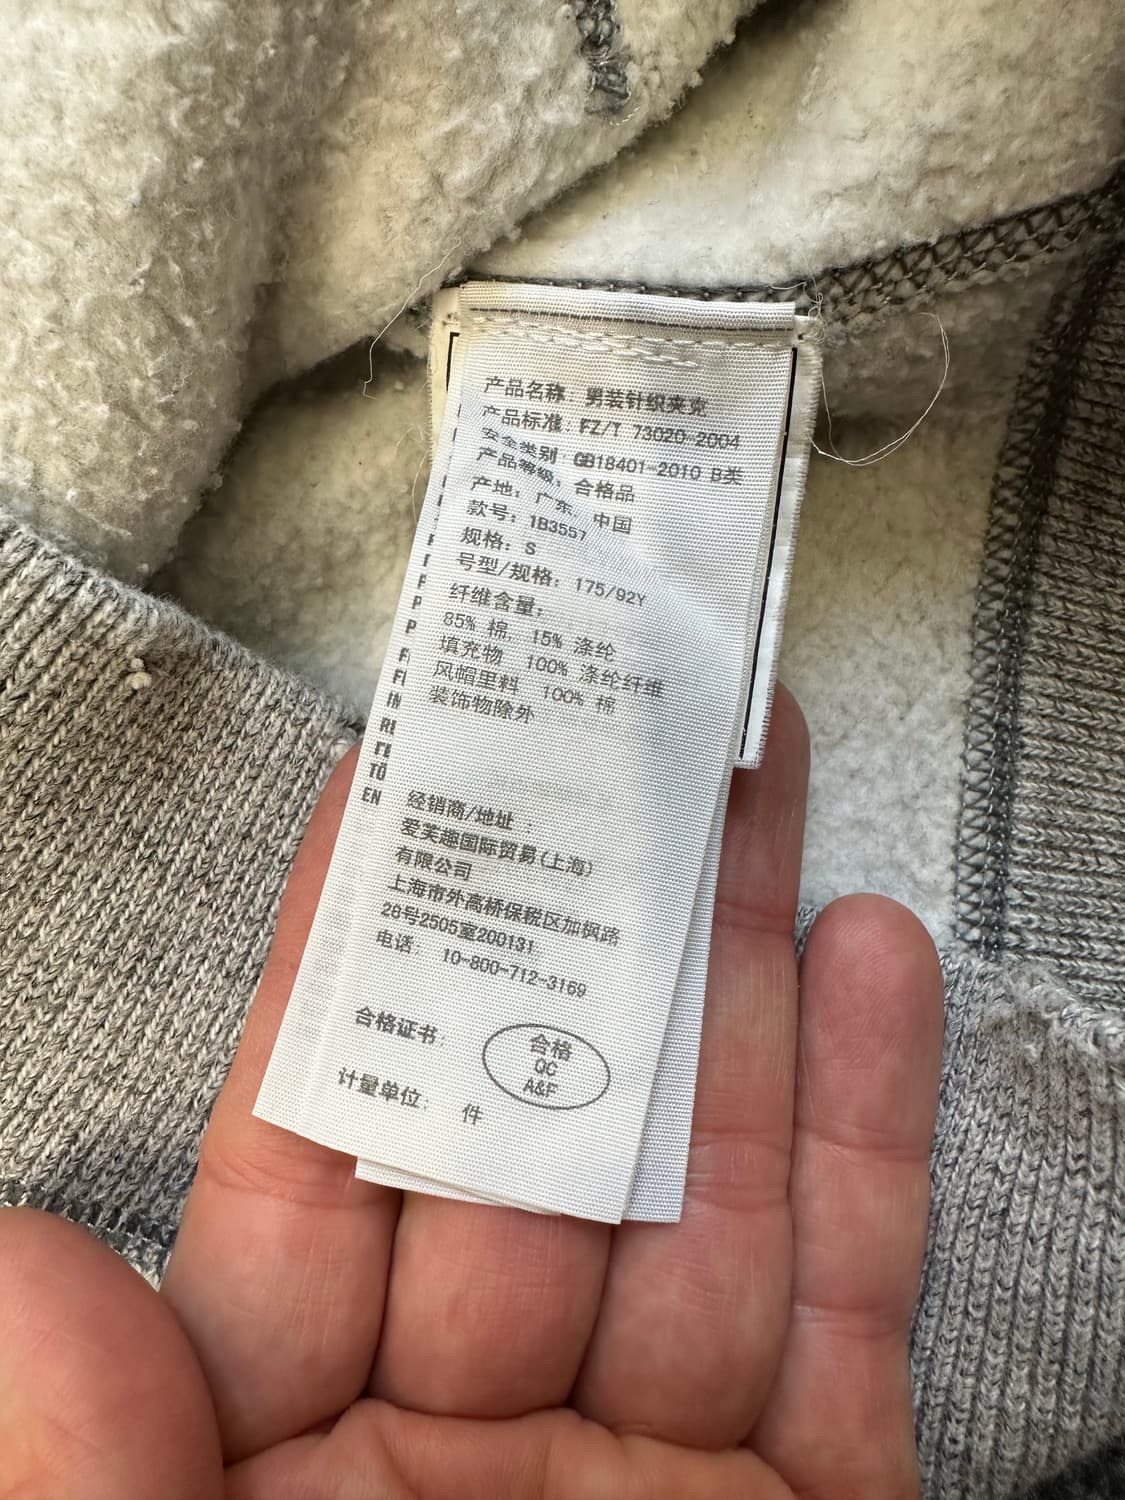 产品名称: 男装针织夹克
产品标准: FZ/T 73020-2004
安全类别: GB18401-2010 B类
产品等级: 合格品
产地: 广东, 中国
款号: 1B3557
规格: S
号型/规格: 175/92Y
纤维含量:
85% 棉, 15% 涤纶
填充物 100% 涤纶纤维
风帽里料 100% 棉
装饰物除外
经销商/地址 :
爱芙趣国际贸易(上海)
有限公司
上海市外高桥保税区加枫路
28号2505室200131
电话: 10-800-712-3169
合格证书:
合格
QC
A&F
计量单位: 件
TO
EN